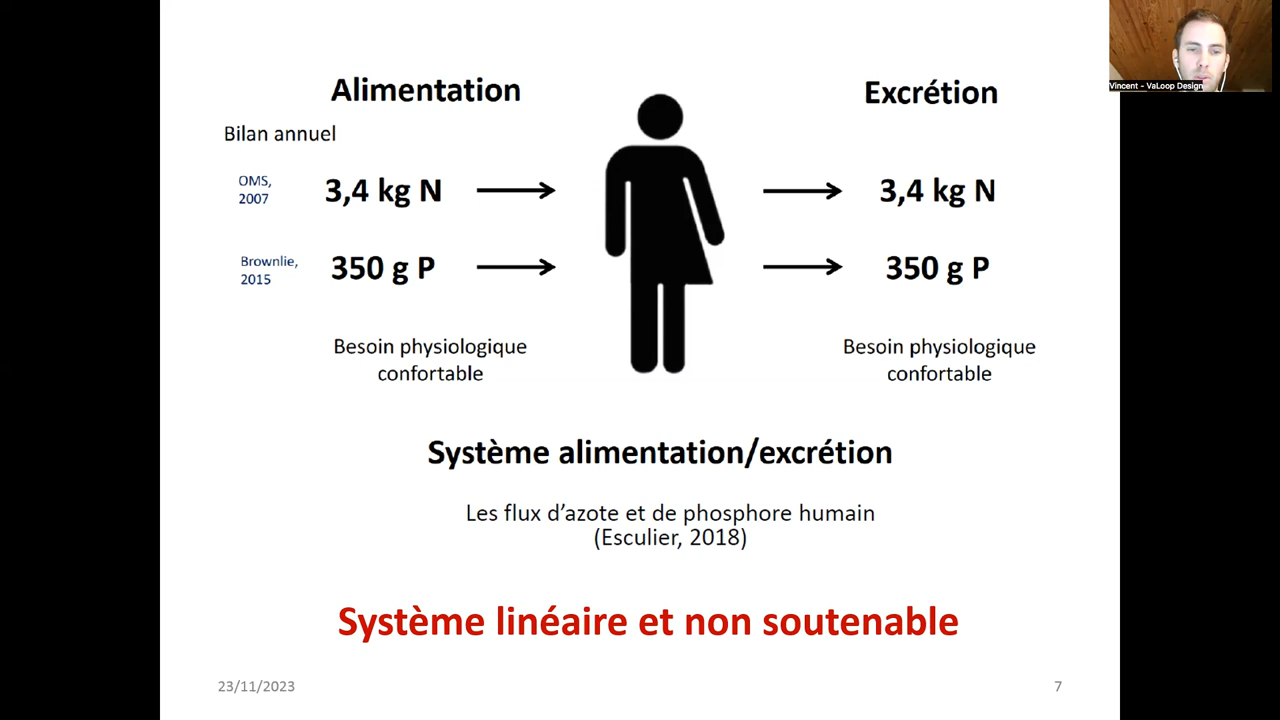 Vincent - VaLoop Design
Alimentation
Excrétion
Bilan annuel
OMS,
2007
3,4 kg N
3,4 kg N
Brownlie,
2015
350 g P
350 g P
Besoin physiologique
confortable
Besoin physiologique
confortable
Système alimentation/excrétion
Les flux d’azote et de phosphore humain
(Esculier, 2018)
Système linéaire et non soutenable
23/11/2023
7